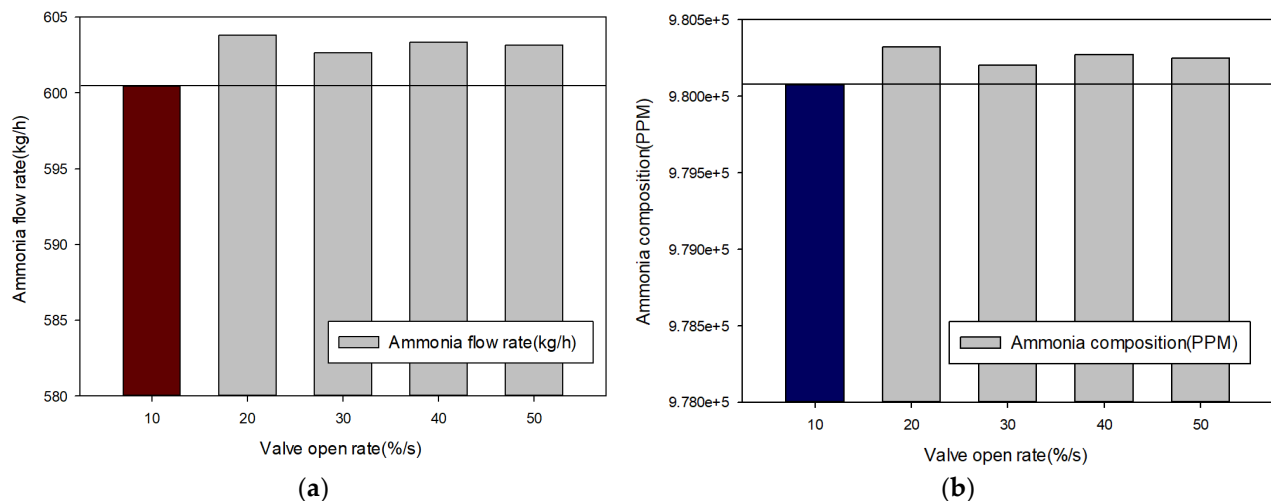 605
600
595
590
585
580
Ammonia flow rate(kg/h)
Ammonia flow rate(kg/h)
10 20 30 40 50
Valve open rate(%/s)
(a)
9.805e+5
9.800e+5
9.795e+5
9.790e+5
9.785e+5
9.780e+5
Ammonia composition(PPM)
Ammonia composition(PPM)
10 20 30 40 50
Valve open rate(%/s)
(b)